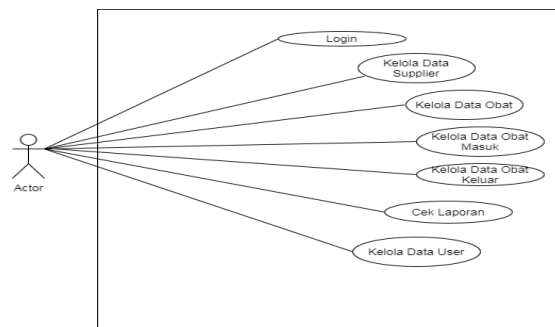 Login
Kelola Data
Supplier
Kelola Data Obat
Kelola Data Obat
Masuk
Kelola Data Obat
Keluar
Actor
Cek Laporan
Kelola Data User